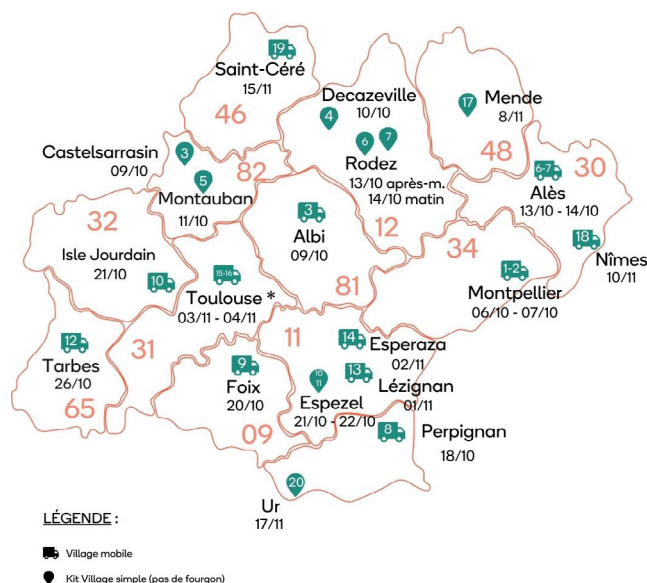 19
Saint-Céré
15/11
46
Decazeville
10/10
4
6
7
Rodez
13/10 après-m.
14/10 matin
12
17
Mende
8/11
48
30
6-7
Alès
13/10 - 14/10
18
Nîmes
10/11
Castelsarrasin
09/10
3
82
5
Montauban
11/10
3
Albi
09/10
81
34
1-2
Montpellier
06/10 - 07/10
32
Isle Jourdain
21/10
10
15-16
Toulouse *
03/11 - 04/11
31
12
Tarbes
26/10
65
9
Foix
20/10
09
11
14
Esperaza
02/11
13
Lézignan
01/11
10
11
Espezel
21/10 - 22/10
8
Perpignan
18/10
20
Ur
17/11
LÉGENDE :
Village mobile
Kit Village simple (pas de fourgon)